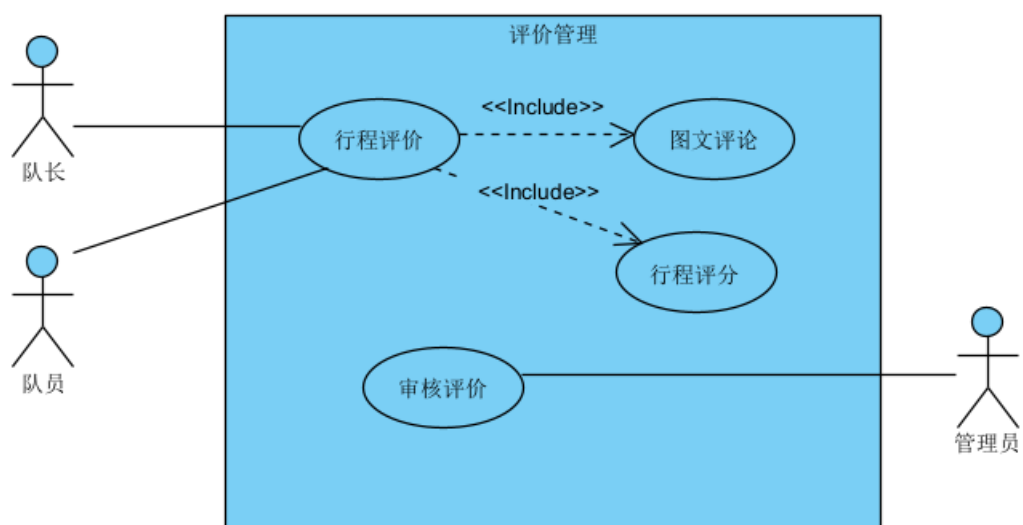 评价管理
<<Include>>
行程评价
图文评论
队长
<<Include>>
行程评分
队员
审核评价
管理员